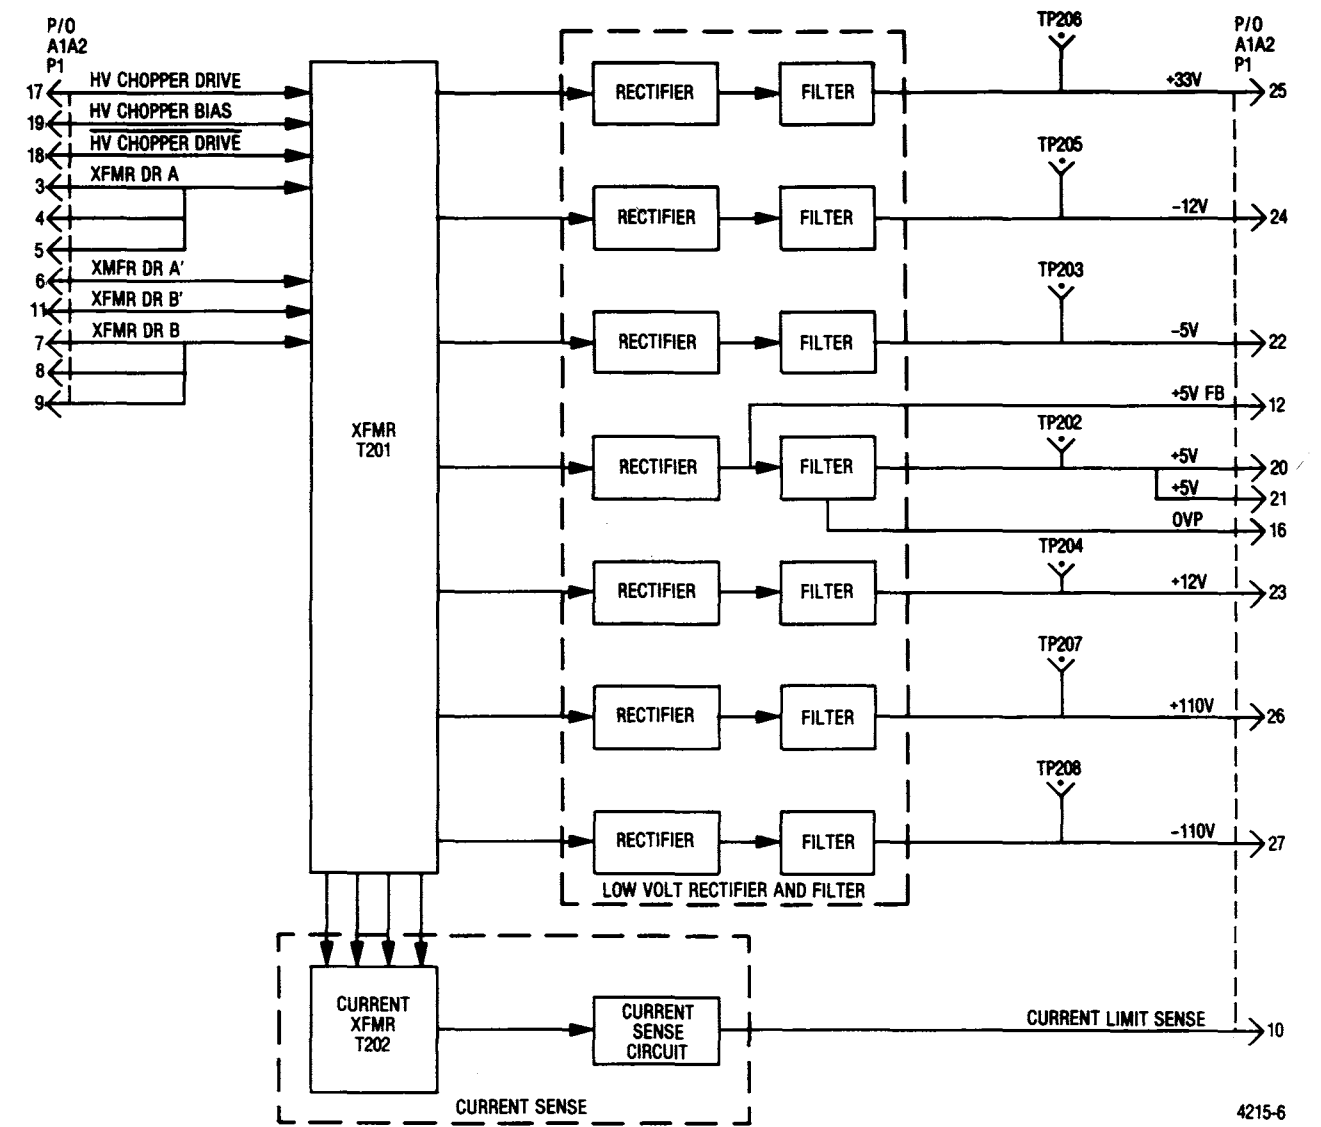 P/O
A1A2
P1
17 HV CHOPPER DRIVE
19 HV CHOPPER BIAS
18 HV CHOPPER DRIVE
3 XFMR DR A
4
5
6 XMFR DR A'
11 XFMR DR B'
7 XFMR DR B
8
9
XFMR
T201
RECTIFIER FILTER
TP206
+33V 25
RECTIFIER FILTER
TP205
-12V 24
RECTIFIER FILTER
TP203
-5V 22
+5V FB 12
RECTIFIER FILTER
TP202
+5V 20
+5V 21
OVP 16
RECTIFIER FILTER
TP204
+12V 23
RECTIFIER FILTER
TP207
+110V 26
RECTIFIER FILTER
TP208
-110V 27
LOW VOLT RECTIFIER AND FILTER
P/O
A1A2
P1
CURRENT
XFMR
T202
CURRENT
SENSE
CIRCUIT
CURRENT LIMIT SENSE 10
CURRENT SENSE
4215-6